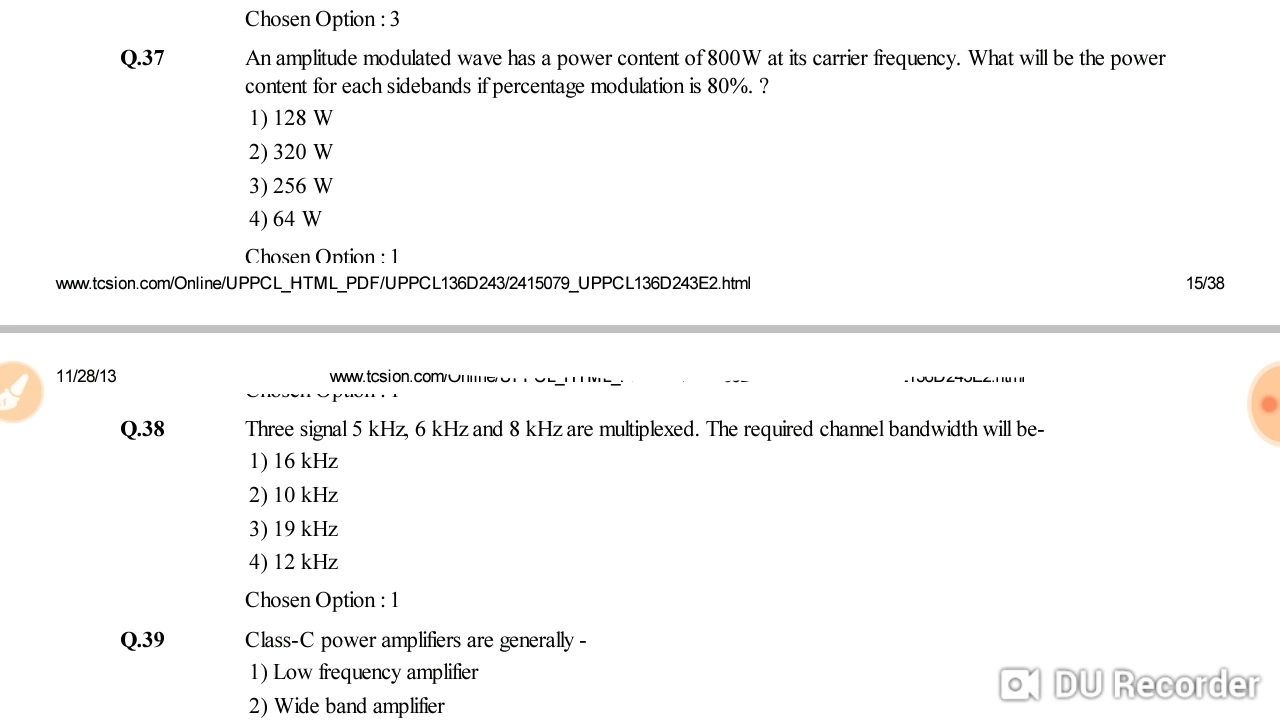 Chosen Option : 3
Q.37 An amplitude modulated wave has a power content of 800W at its carrier frequency. What will be the power
content for each sidebands if percentage modulation is 80%. ?
1) 128 W
2) 320 W
3) 256 W
4) 64 W
Chosen Option : 1
www.tcsion.com/Online/UPPCL_HTML_PDF/UPPCL136D243/2415079_UPPCL136D243E2.html 15/38
11/28/13
Q.38 Three signal 5 kHz, 6 kHz and 8 kHz are multiplexed. The required channel bandwidth will be-
1) 16 kHz
2) 10 kHz
3) 19 kHz
4) 12 kHz
Chosen Option : 1
Q.39 Class-C power amplifiers are generally -
1) Low frequency amplifier
2) Wide band amplifier
DU Recorder